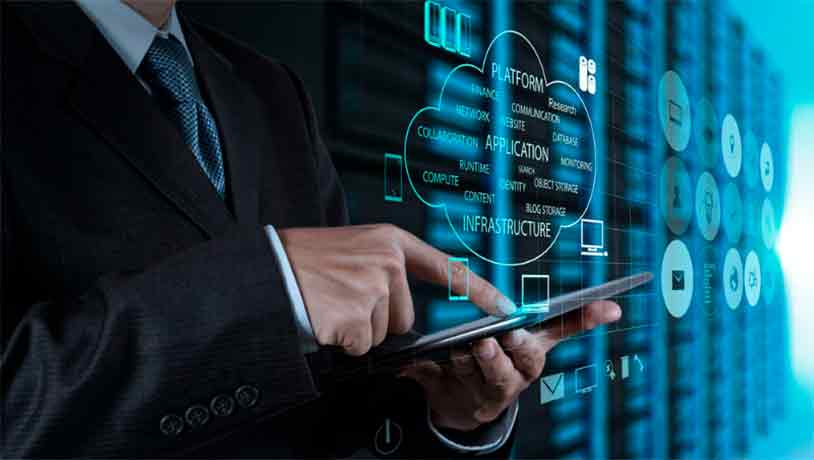 PLATFORM
FINANCE
Research
NETWORK
COMMUNICATION
WEBSITE
DATABASE
COLLABORATION
APPLICATION
MONITORING
RUNTIME
SEARCH
COMPUTE
IDENTITY
OBJECT STORAGE
CONTENT
BLOG STORAGE
INFRASTRUCTURE